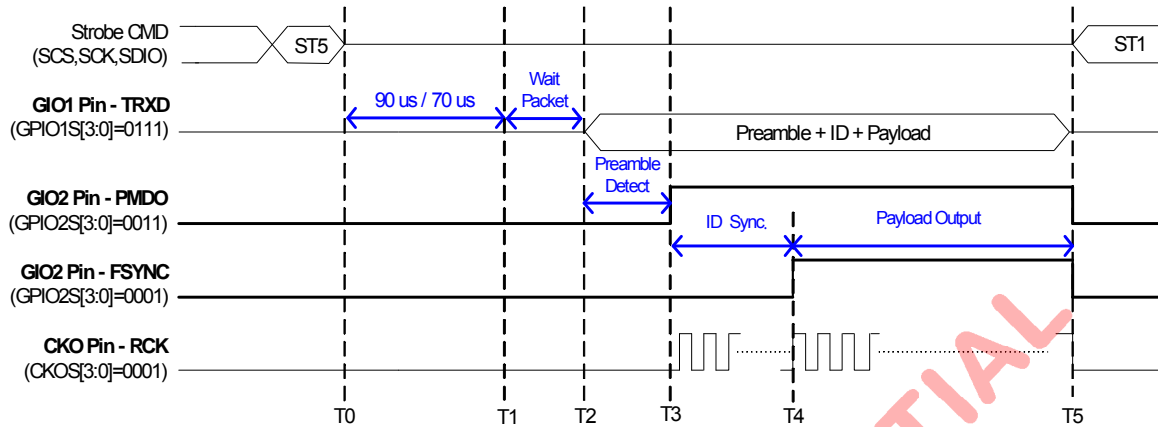 Strobe CMD
(SCS,SCK,SDIO)
ST5
ST1
GIO1 Pin - TRXD
(GPIO1S[3:0]=0111)
90 us / 70 us
Wait
Packet
Preamble + ID + Payload
GIO2 Pin - PMDO
(GPIO2S[3:0]=0011)
Preamble
Detect
ID Sync.
Payload Output
GIO2 Pin - FSYNC
(GPIO2S[3:0]=0001)
CKO Pin - RCK
(CKOS[3:0]=0001)
T0
T1
T2
T3
T4
T5
TIAL